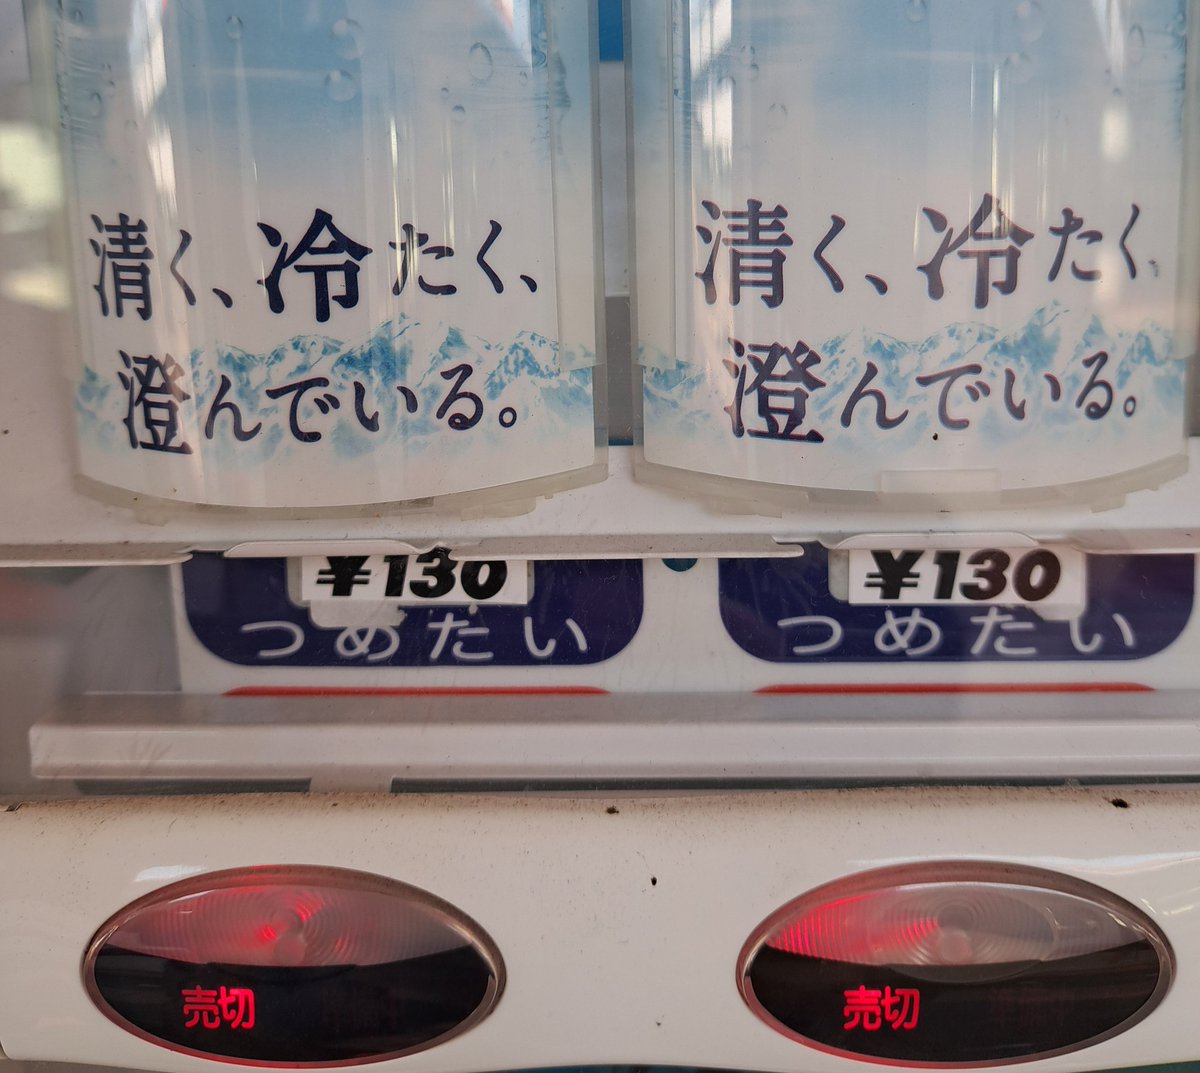 清く、冷たく、
澄んでいる。
清く、冷たく、
澄んでいる。
¥130
つめたい
¥130
つめたい
売切
売切